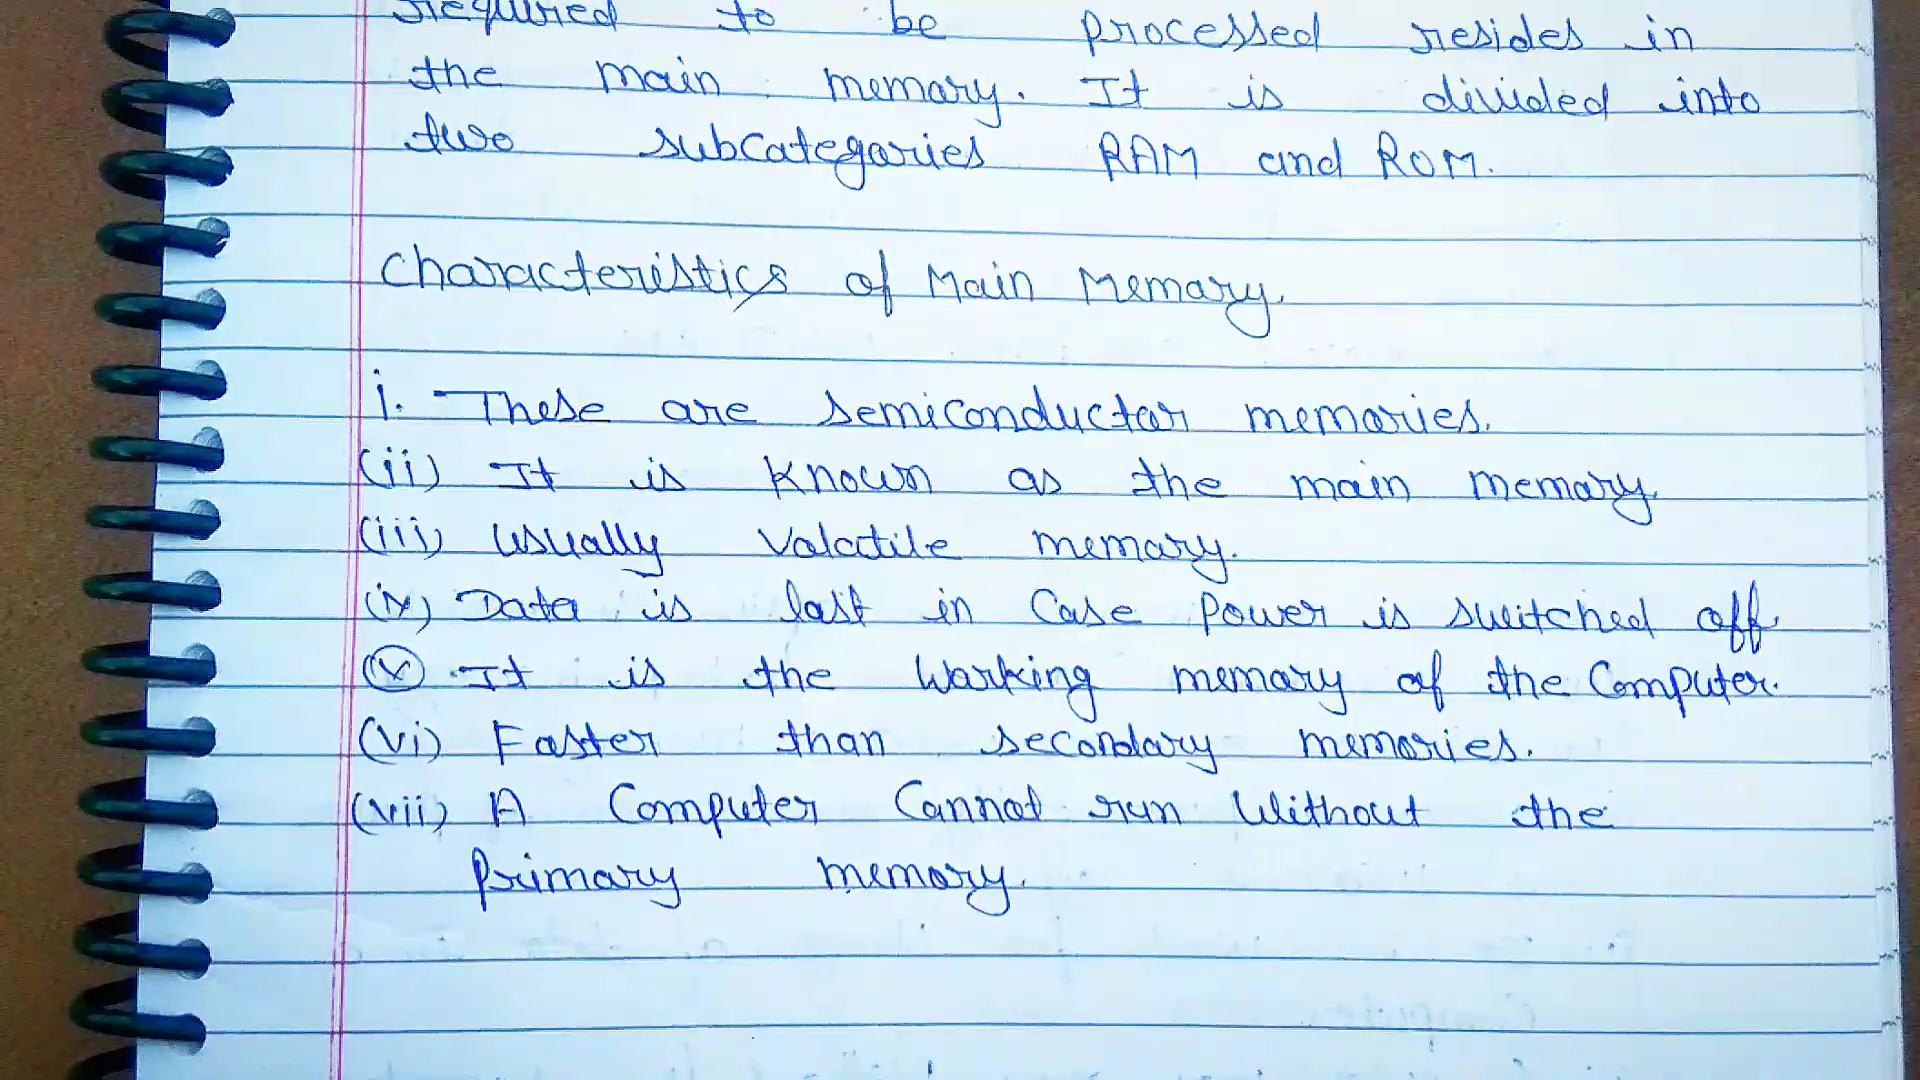 required to be processed resides in
the main memory. It is divided into
two subcategories RAM and ROM.
Characteristics of Main Memory.
i. These are semiconductor memories.
(ii) It is known as the main memory.
(iii) Usually Volatile memory.
(iv) Data is lost in Case Power is switched off.
(v) It is the Working memory of the Computer.
(vi) Faster than secondary memories.
(vii) A Computer Cannot run Without the
Primary memory.